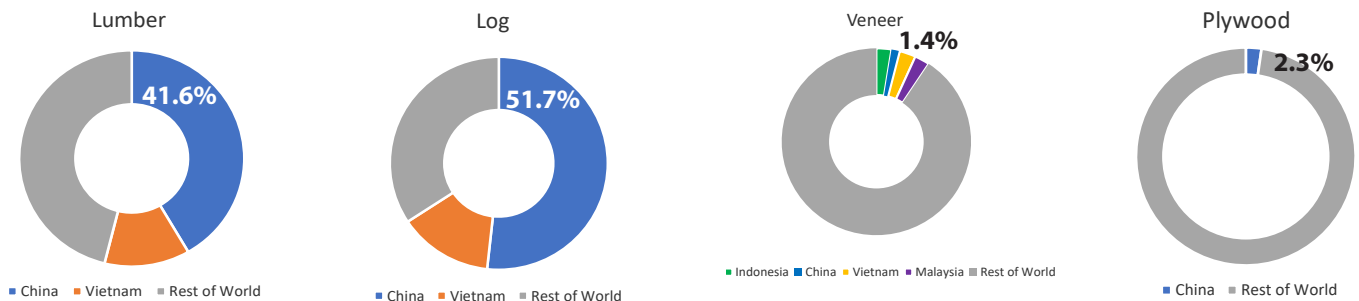 Lumber
41.6%
China Vietnam Rest of World
Log
51.7%
China Vietnam Rest of World
Veneer
1.4%
Indonesia China Vietnam Malaysia Rest of World
Plywood
2.3%
China Rest of World